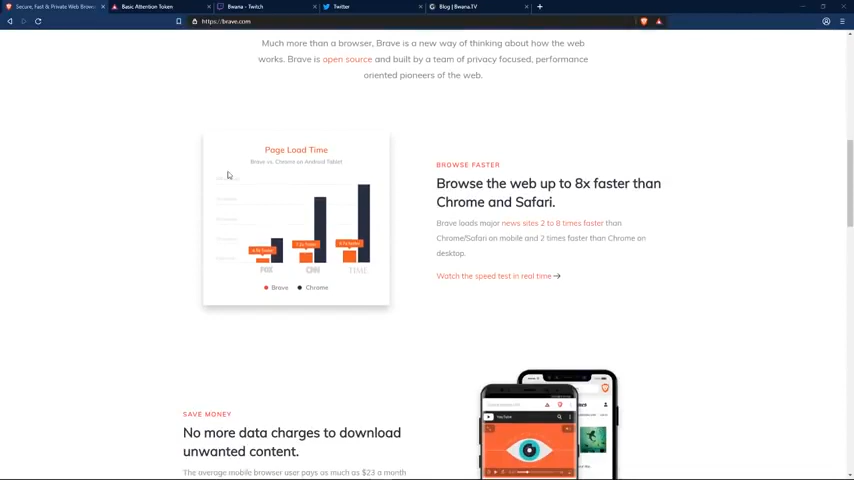 Secure, Fast & Private Web Brows
Basic Attention Token
Bwana - Twitch
Twitter
Blog | Bwana.TV
https://brave.com
Much more than a browser, Brave is a new way of thinking about how the web
works. Brave is open source and built by a team of privacy focused, performance
oriented pioneers of the web.
Page Load Time
Brave vs. Chrome on Android Tablet
FOX
CNN
TIME
Brave
Chrome
BROWSE FASTER
Browse the web up to 8x faster than
Chrome and Safari.
Brave loads major news sites 2 to 8 times faster than
Chrome/Safari on mobile and 2 times faster than Chrome on
desktop.
Watch the speed test in real time
SAVE MONEY
No more data charges to download
unwanted content.
The average mobile browser user pays as much as $23 a month
YouTube